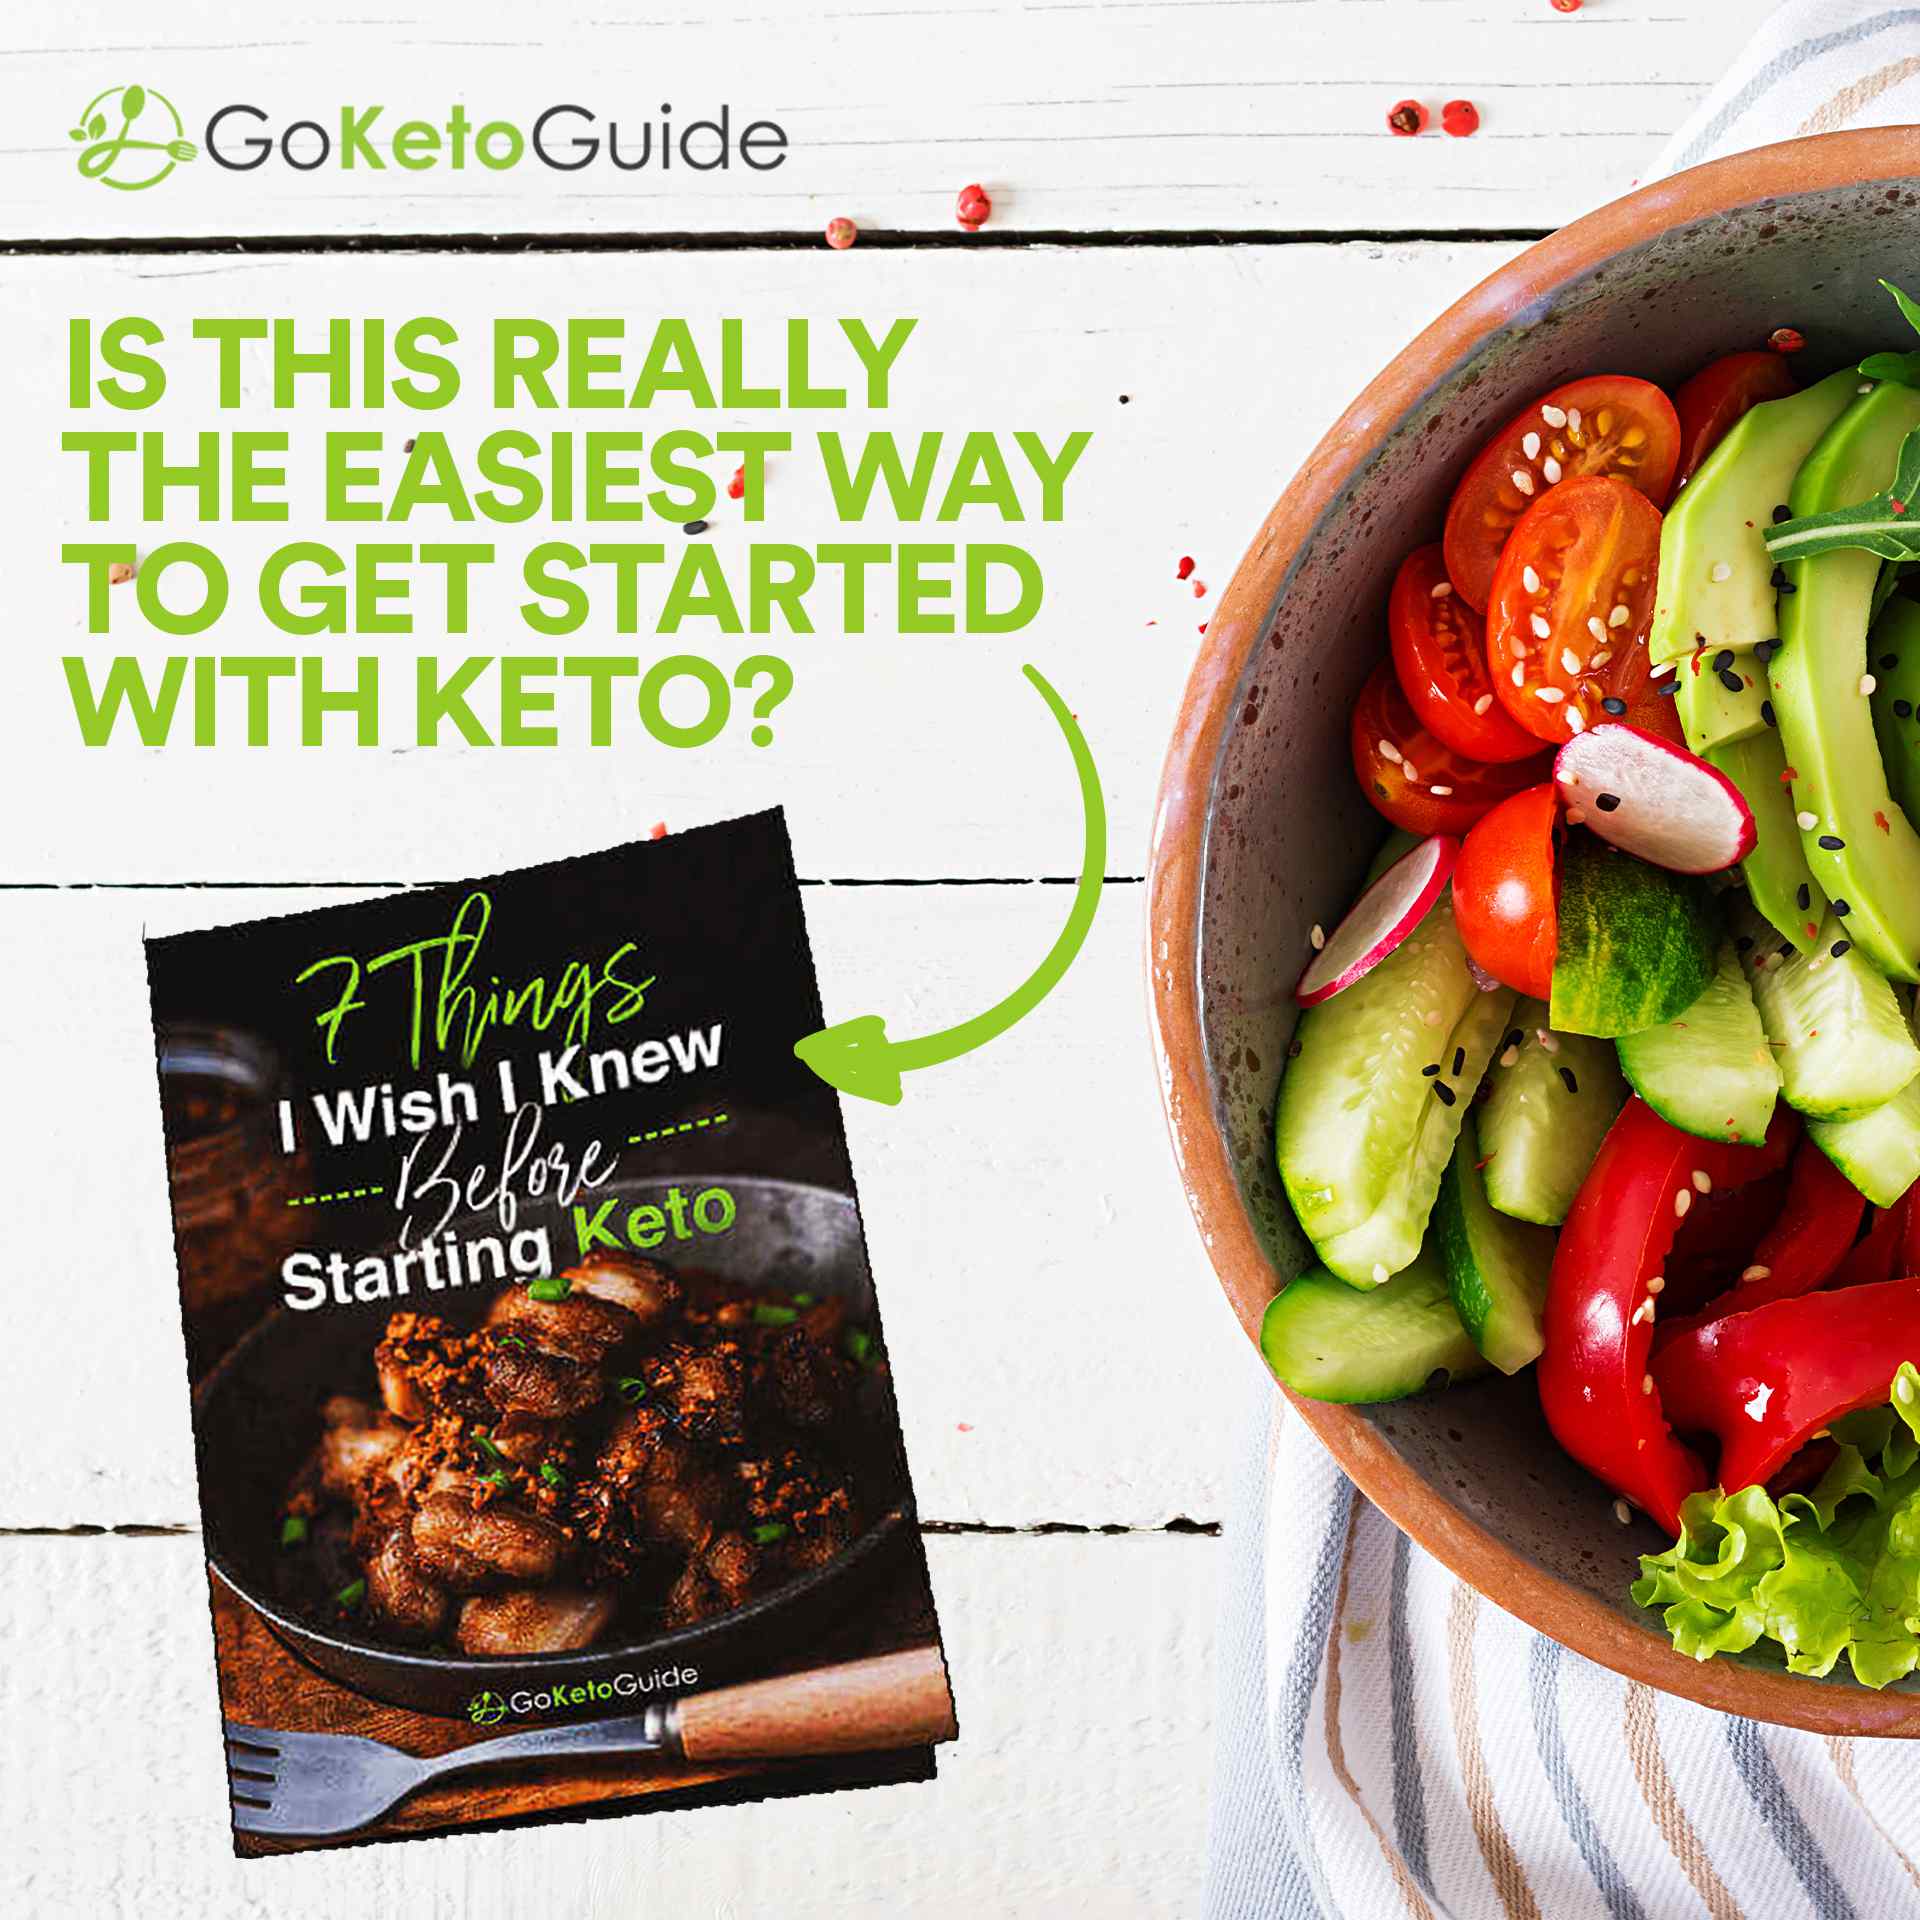 GoKetoGuide
IS THIS REALLY
THE EASIEST WAY
TO GET STARTED
WITH KETO?
7 Things
I Wish I Knew
Before
Starting Keto
GoKetoGuide